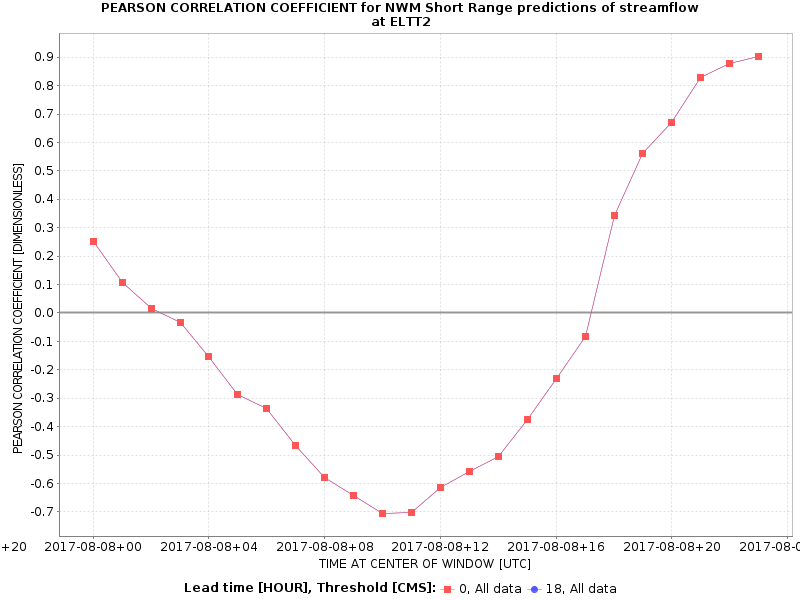 PEARSON CORRELATION COEFFICIENT for NWM Short Range predictions of streamflow
at ELTT2
PEARSON CORRELATION COEFFICIENT [DIMENSIONLESS]
0.9
0.8
0.7
0.6
0.5
0.4
0.3
0.2
0.1
0.0
-0.1
-0.2
-0.3
-0.4
-0.5
-0.6
-0.7
+20 2017-08-08+00 2017-08-08+04 2017-08-08+08 2017-08-08+12 2017-08-08+16 2017-08-08+20 2017-08-0
TIME AT CENTER OF WINDOW [UTC]
Lead time [HOUR], Threshold [CMS]: 0, All data 18, All data